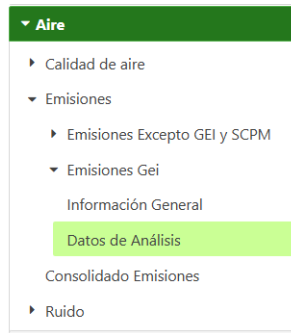 Aire
Calidad de aire
Emisiones
Emisiones Excepto GEI y SCPM
Emisiones Gei
Información General
Datos de Análisis
Consolidado Emisiones
Ruido